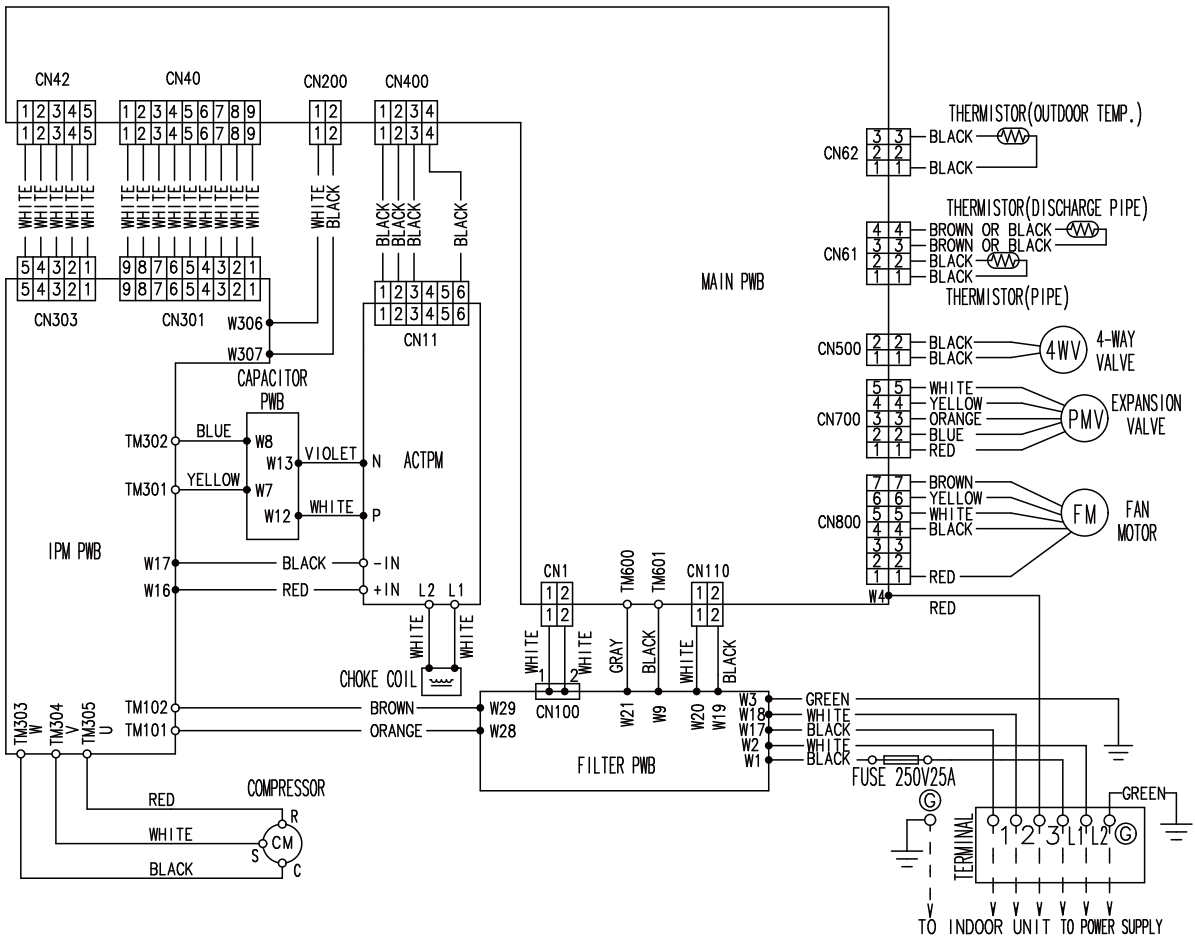 CN42 CN40 CN200 CN400
1 2 3 4 5 1 2 3 4 5 6 7 8 9 1 2 1 2 3 4
1 2 3 4 5 1 2 3 4 5 6 7 8 9 1 2 1 2 3 4
WHITE WHITE WHITE WHITE WHITE
WHITE WHITE WHITE WHITE WHITE WHITE WHITE WHITE WHITE
WHITE BLACK
BLACK BLACK BLACK BLACK
5 4 3 2 1 9 8 7 6 5 4 3 2 1
5 4 3 2 1 9 8 7 6 5 4 3 2 1
CN303 CN301
1 2 3 4 5 6
1 2 3 4 5 6
CN11
W306
W307
MAIN PWB
THERMISTOR(OUTDOOR TEMP.)
CN62
3 3 BLACK
2 2
1 1 BLACK
THERMISTOR(DISCHARGE PIPE)
CN61
4 4 BROWN OR BLACK
3 3 BROWN OR BLACK
2 2 BLACK
1 1 BLACK
THERMISTOR(PIPE)
CN500
2 2 BLACK
1 1 BLACK
4WV
4-WAY
VALVE
CN700
5 5 WHITE
4 4 YELLOW
3 3 ORANGE
2 2 BLUE
1 1 RED
PMV
EXPANSION
VALVE
CN800
7 7 BROWN
6 6 YELLOW
5 5 WHITE
4 4 BLACK
3 3
2 2
1 1 RED
FM
FAN
MOTOR
W4
RED
CAPACITOR
PWB
TM302 BLUE W8
W13 VIOLET N
TM301 YELLOW W7
W12 WHITE P
ACTPM
IPM PWB
W17 BLACK -IN
W16 RED +IN
L2 L1
WHITE WHITE
CHOKE COIL
CN1
1 2
1 2
WHITE WHITE
1 2
CN100
TM600 TM601
GRAY BLACK
W21 W9
CN110
1 2
1 2
WHITE BLACK
W20 W19
TM102 BROWN W29
TM101 ORANGE W28
FILTER PWB
W3 GREEN
W18 WHITE
W17 BLACK
W2 WHITE
W1 BLACK
FUSE 250V25A
TM303 TM304 TM305
W V U
COMPRESSOR
RED R
WHITE S CM
BLACK C
G
GREEN
TERMINAL
1 2 3 L1 L2 G
TO INDOOR UNIT TO POWER SUPPLY